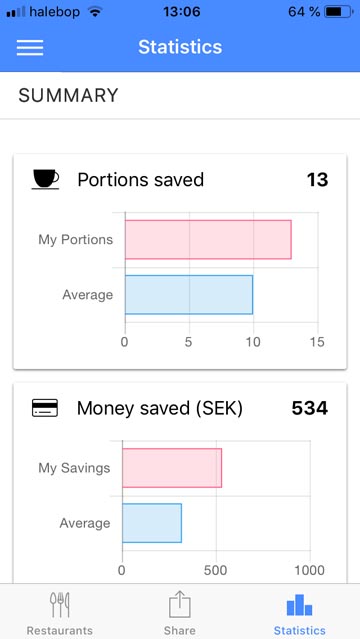 halebop 13:06 64 %
Statistics
SUMMARY
Portions saved 13
My Portions
Average
0 5 10 15
Money saved (SEK) 534
My Savings
Average
0 500 1000
Restaurants Share Statistics